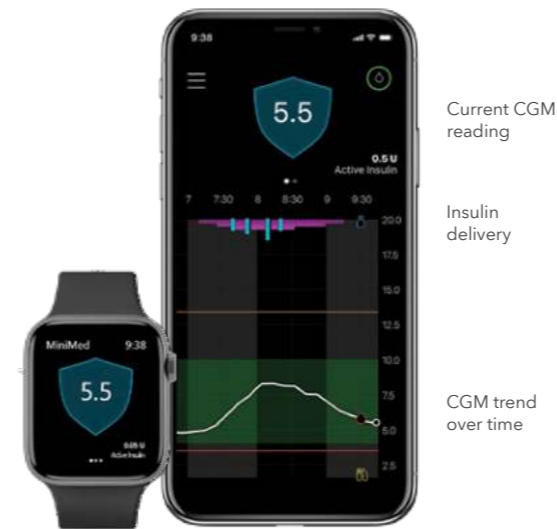 9:38
5.5
0.5 U
Active Insulin
7 7:30 8 8:30 9 9:30
20.0
17.5
15.0
12.5
10.0
7.5
5.0
2.5
MiniMed 9:38
5.5
Active Insulin
Current CGM
reading
Insulin
delivery
CGM trend
over time